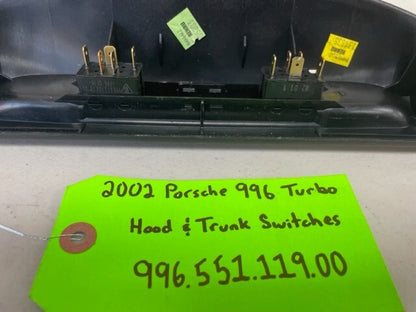 2002 Porsche 996 Turbo
Hood & Trunk Switches
996.551.119.00